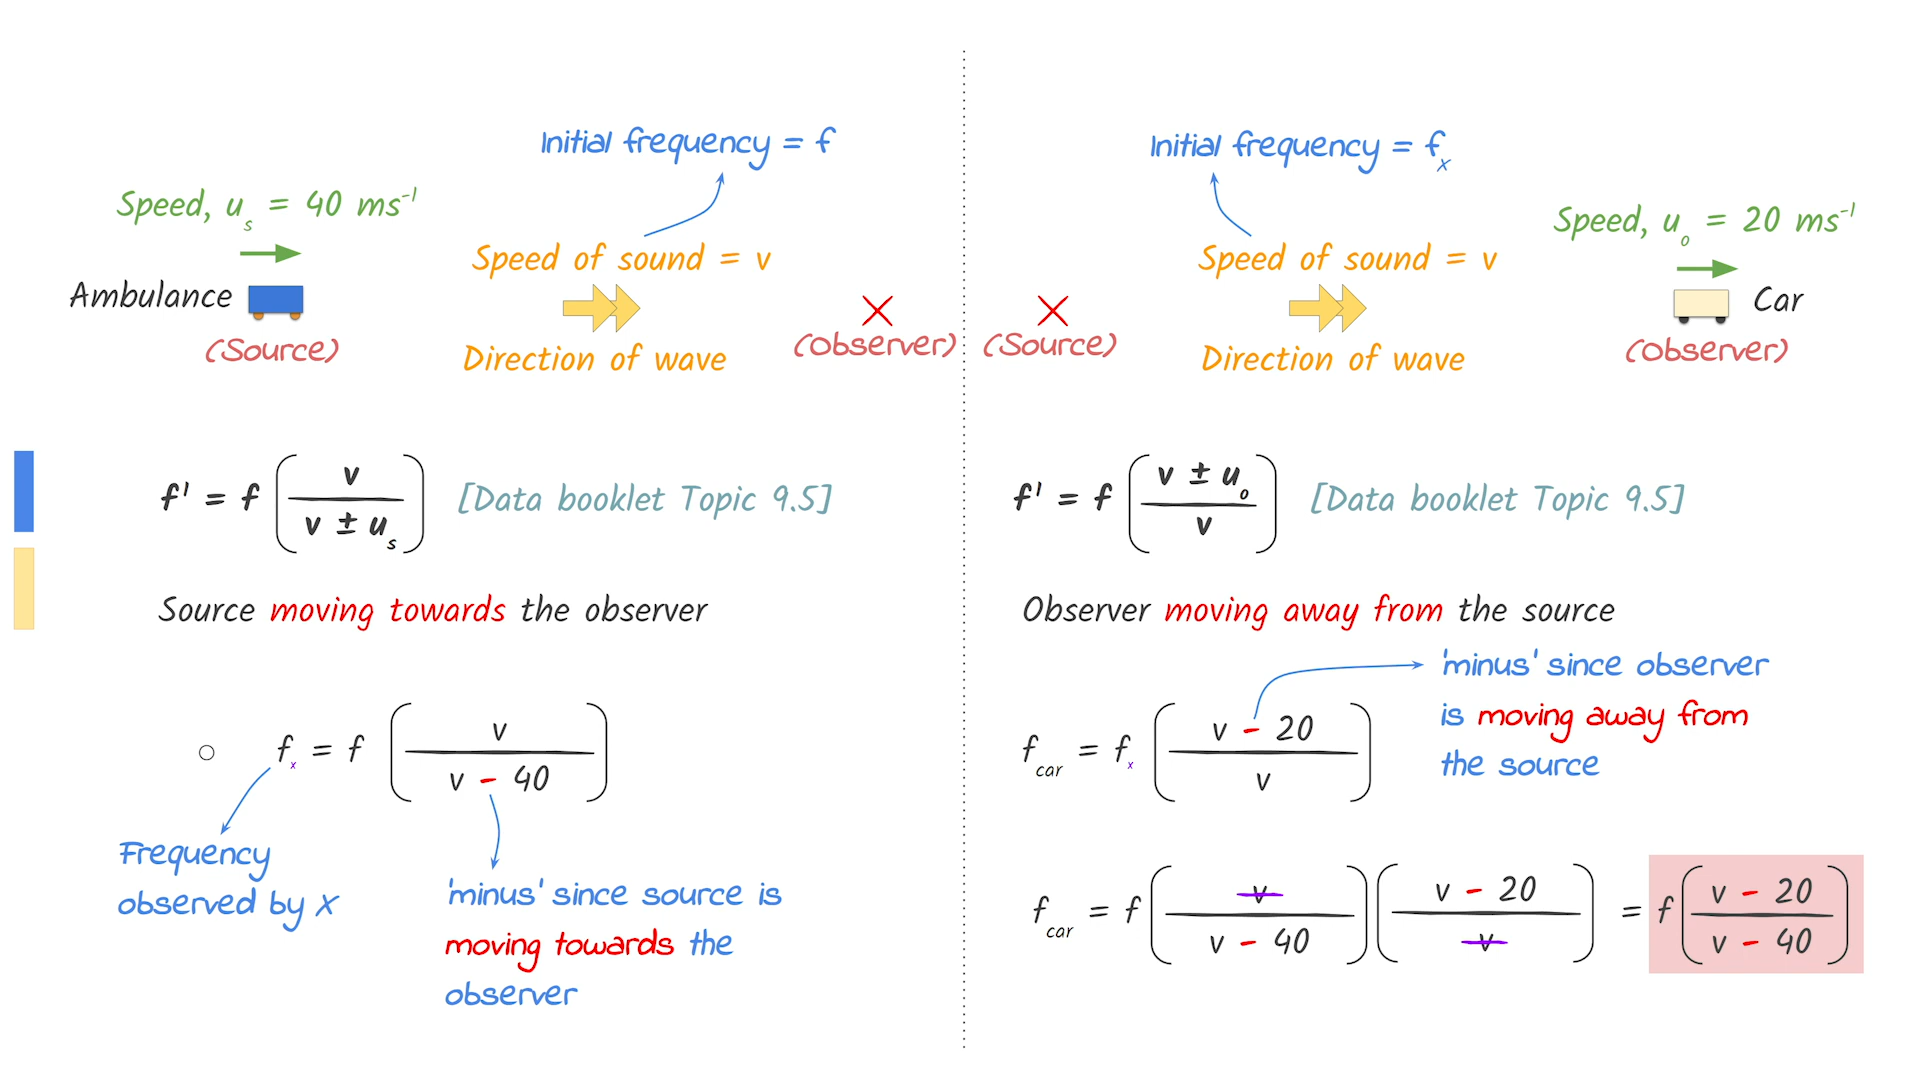 Initial frequency = f
Speed, u_s = 40 ms⁻¹
Speed of sound = v
Ambulance
(Source)
Direction of wave
(Observer)
f' = f ( v / (v ± u_s) ) [Data booklet Topic 9.5]
Source moving towards the observer
f_x = f ( v / (v - 40) )
Frequency
observed by X
'minus' since source is
moving towards the
observer
Initial frequency = f_x
Speed, u_o = 20 ms⁻¹
Speed of sound = v
Car
(Source)
Direction of wave
(Observer)
f' = f ( (v ± u_o) / v ) [Data booklet Topic 9.5]
Observer moving away from the source
'minus' since observer
is moving away from
the source
f_car = f_x ( (v - 20) / v )
f_car = f ( v / (v - 40) ) ( (v - 20) / v ) = f ( (v - 20) / (v - 40) )